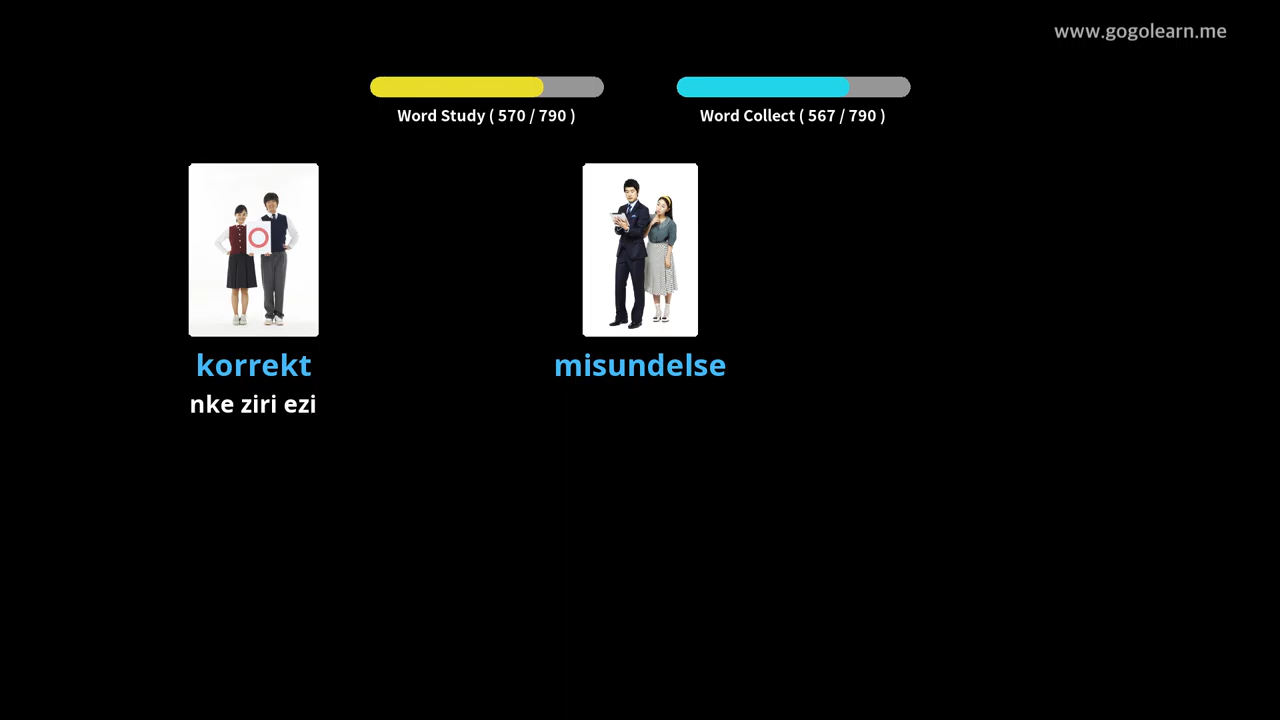 www.gogolearn.me
Word Study ( 570 / 790 )
Word Collect ( 567 / 790 )
korrekt
nke ziri ezi
misundelse